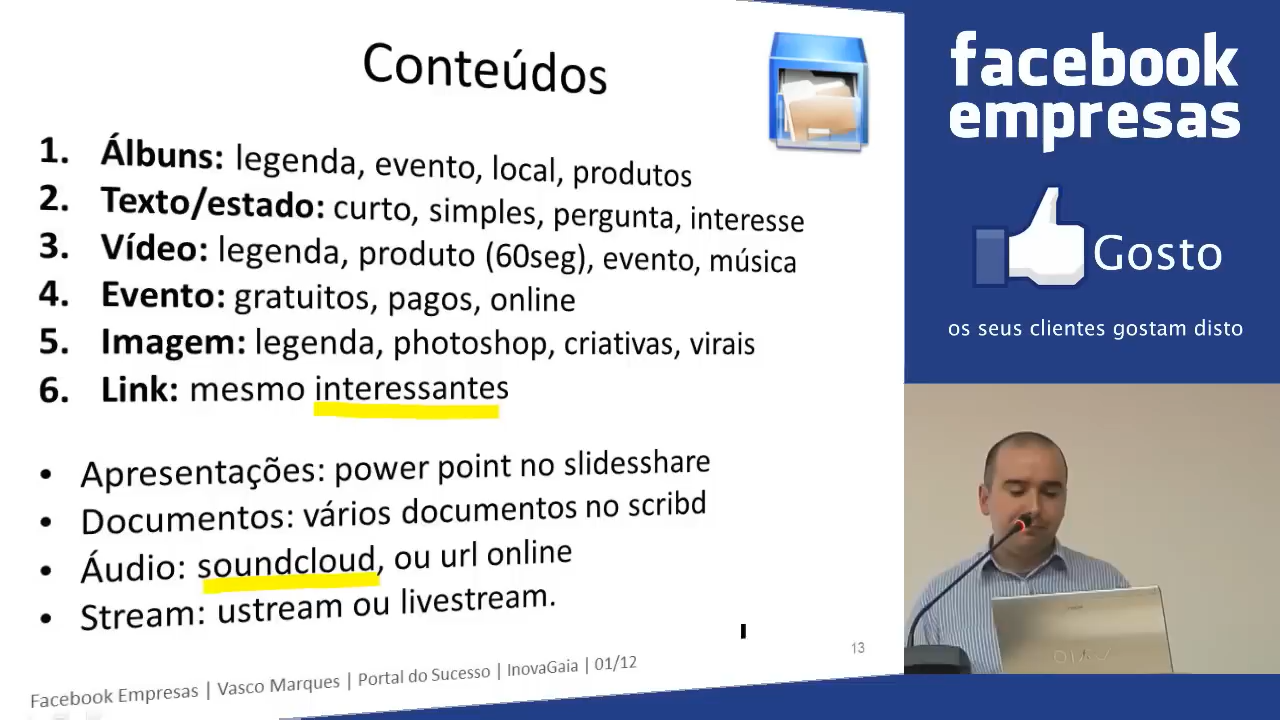 Conteúdos
1. Álbuns: legenda, evento, local, produtos
2. Texto/estado: curto, simples, pergunta, interesse
3. Vídeo: legenda, produto (60seg), evento, música
4. Evento: gratuitos, pagos, online
5. Imagem: legenda, photoshop, criativas, virais
6. Link: mesmo interessantes
• Apresentações: power point no slidesshare
• Documentos: vários documentos no scribd
• Áudio: soundcloud, ou url online
• Stream: ustream ou livestream.
13
Facebook Empresas | Vasco Marques | Portal do Sucesso | InovaGaia | 01/12
facebook
empresas
Gosto
os seus clientes gostam disto
VAIO